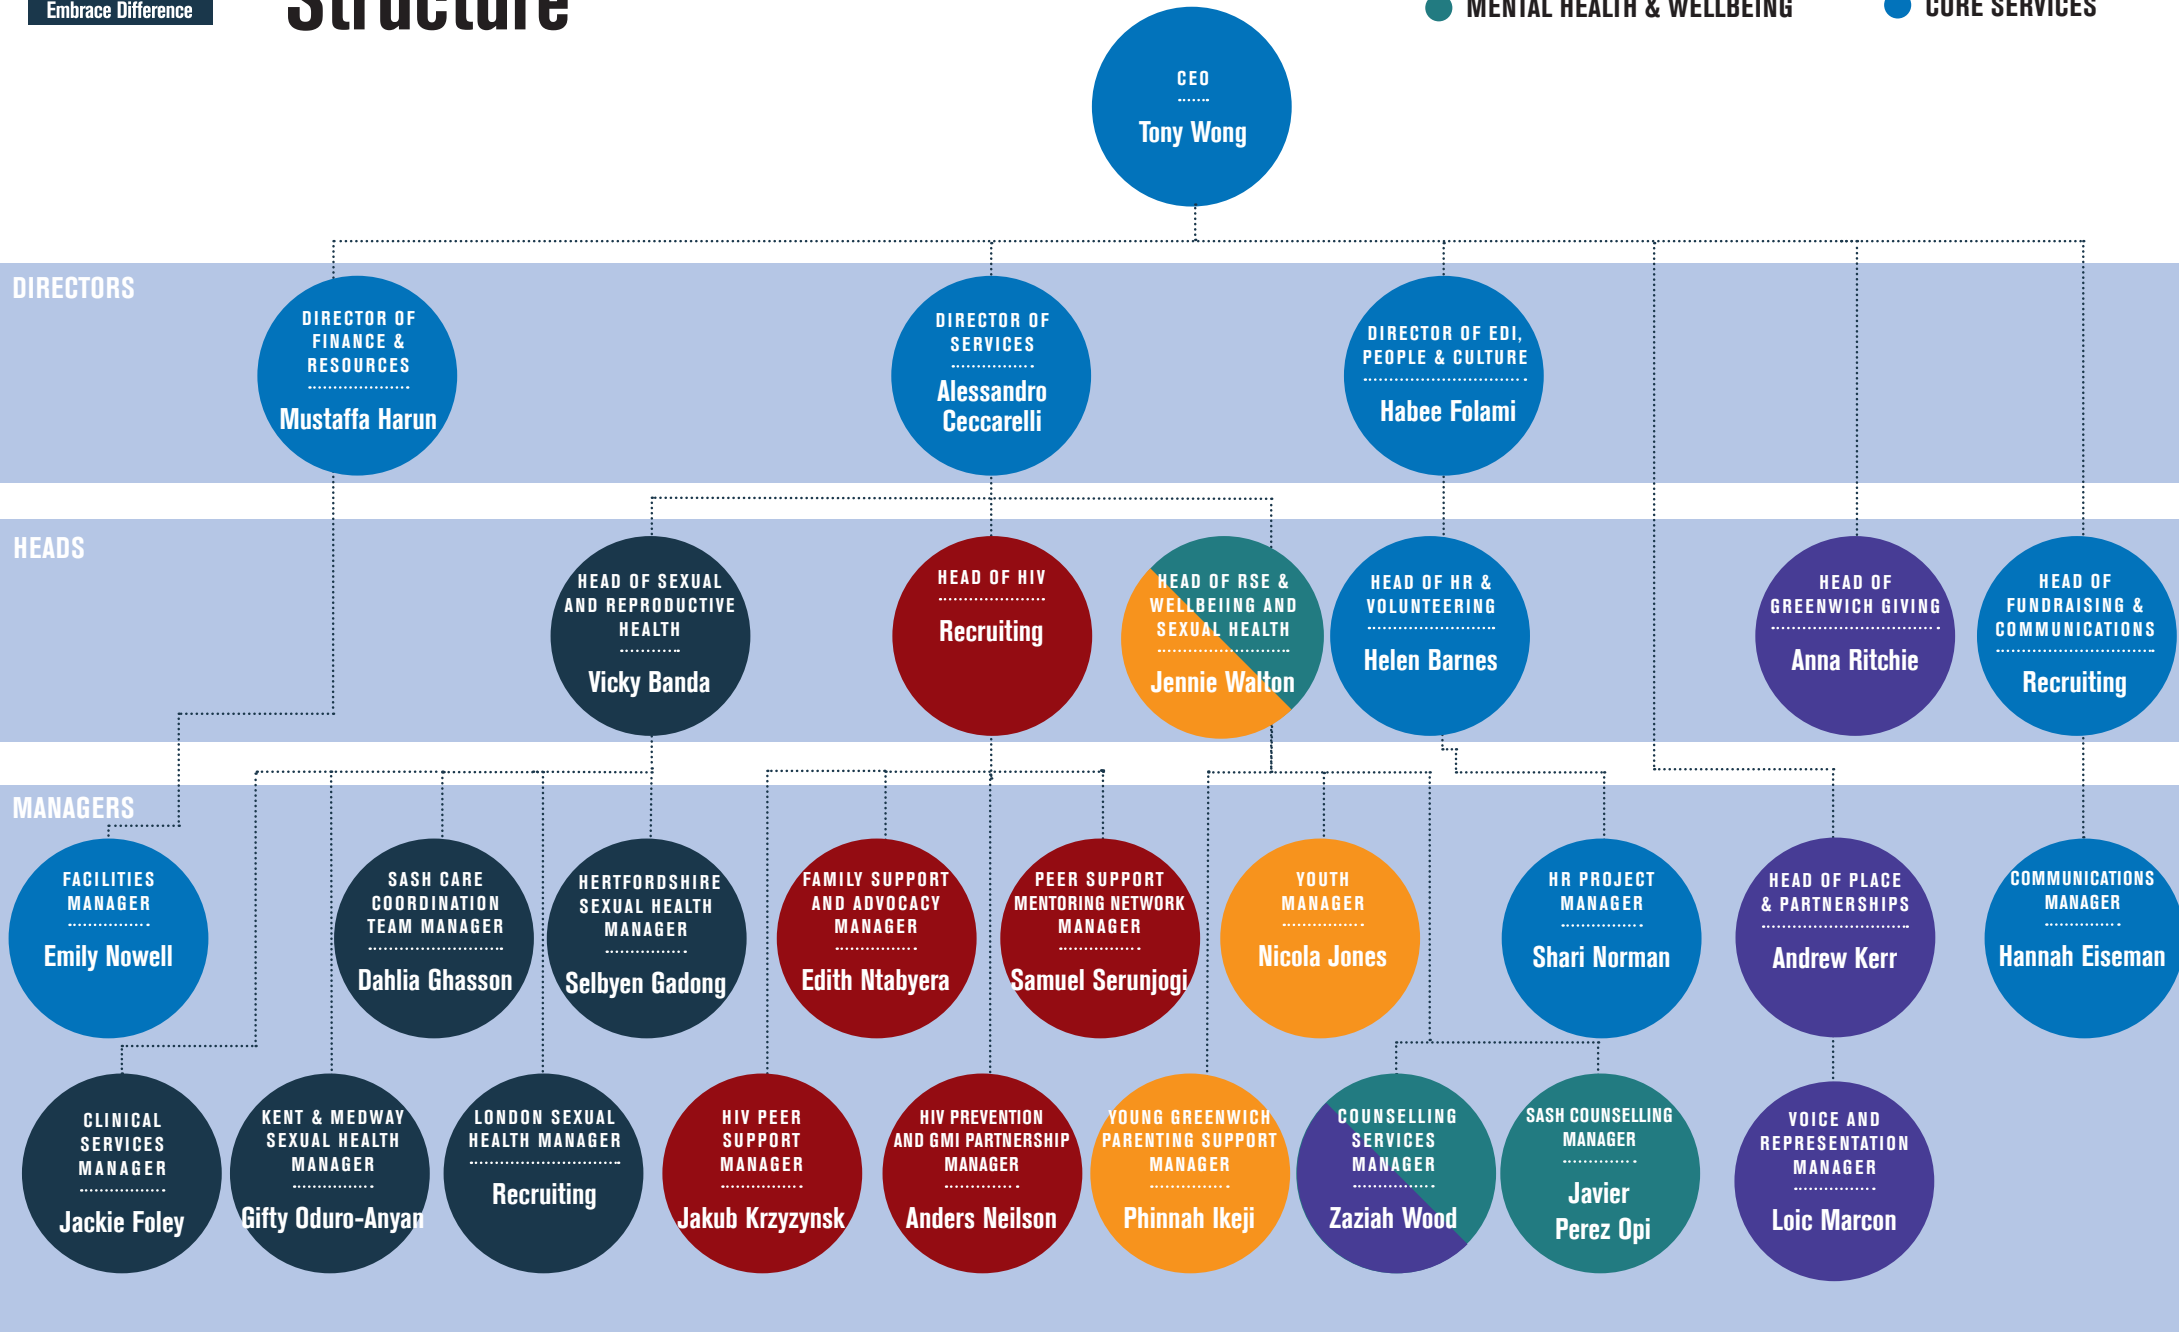 Embrace Difference
Structure
MENTAL HEALTH & WELLBEING
CORE SERVICES
CEO
Tony Wong
DIRECTORS
DIRECTOR OF
FINANCE &
RESOURCES
Mustaffa Harun
DIRECTOR OF
SERVICES
Alessandro
Ceccarelli
DIRECTOR OF EDI,
PEOPLE & CULTURE
Habee Folami
HEADS
HEAD OF SEXUAL
AND REPRODUCTIVE
HEALTH
Vicky Banda
HEAD OF HIV
Recruiting
HEAD OF RSE &
WELLBEIING AND
SEXUAL HEALTH
Jennie Walton
HEAD OF HR &
VOLUNTEERING
Helen Barnes
HEAD OF
GREENWICH GIVING
Anna Ritchie
HEAD OF
FUNDRAISING &
COMMUNICATIONS
Recruiting
MANAGERS
FACILITIES
MANAGER
Emily Nowell
SASH CARE
COORDINATION
TEAM MANAGER
Dahlia Ghasson
HERTFORDSHIRE
SEXUAL HEALTH
MANAGER
Selbyen Gadong
FAMILY SUPPORT
AND ADVOCACY
MANAGER
Edith Ntabyera
PEER SUPPORT
MENTORING NETWORK
MANAGER
Samuel Serunjogi
YOUTH
MANAGER
Nicola Jones
HR PROJECT
MANAGER
Shari Norman
HEAD OF PLACE
& PARTNERSHIPS
Andrew Kerr
COMMUNICATIONS
MANAGER
Hannah Eiseman
CLINICAL
SERVICES
MANAGER
Jackie Foley
KENT & MEDWAY
SEXUAL HEALTH
MANAGER
Gifty Oduro-Anyan
LONDON SEXUAL
HEALTH MANAGER
Recruiting
HIV PEER
SUPPORT
MANAGER
Jakub Krzyzynsk
HIV PREVENTION
AND GMI PARTNERSHIP
MANAGER
Anders Neilson
YOUNG GREENWICH
PARENTING SUPPORT
MANAGER
Phinnah Ikeji
COUNSELLING
SERVICES
MANAGER
Zaziah Wood
SASH COUNSELLING
MANAGER
Javier
Perez Opi
VOICE AND
REPRESENTATION
MANAGER
Loic Marcon